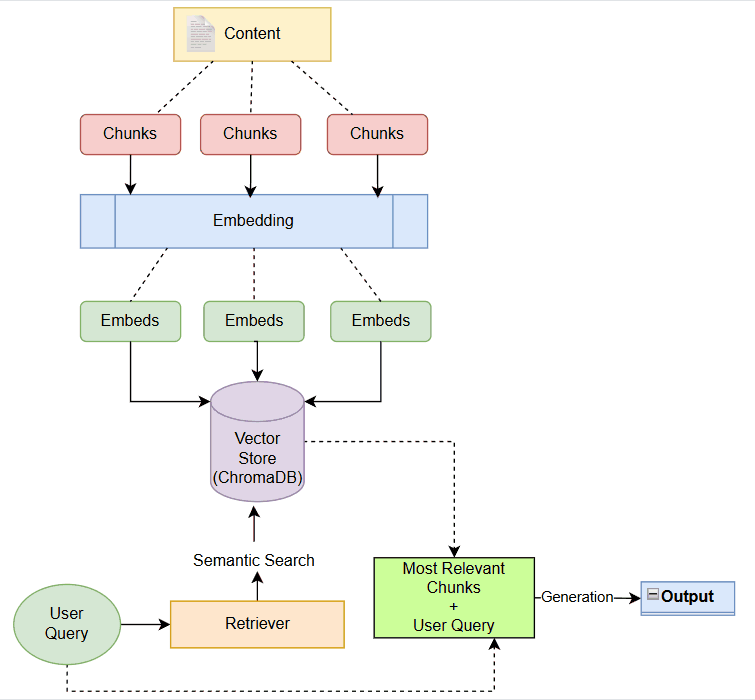 Content
Chunks
Chunks
Chunks
Embedding
Embeds
Embeds
Embeds
Vector
Store
(ChromaDB)
Semantic Search
User
Query
Retriever
Most Relevant
Chunks
+
User Query
Generation
Output